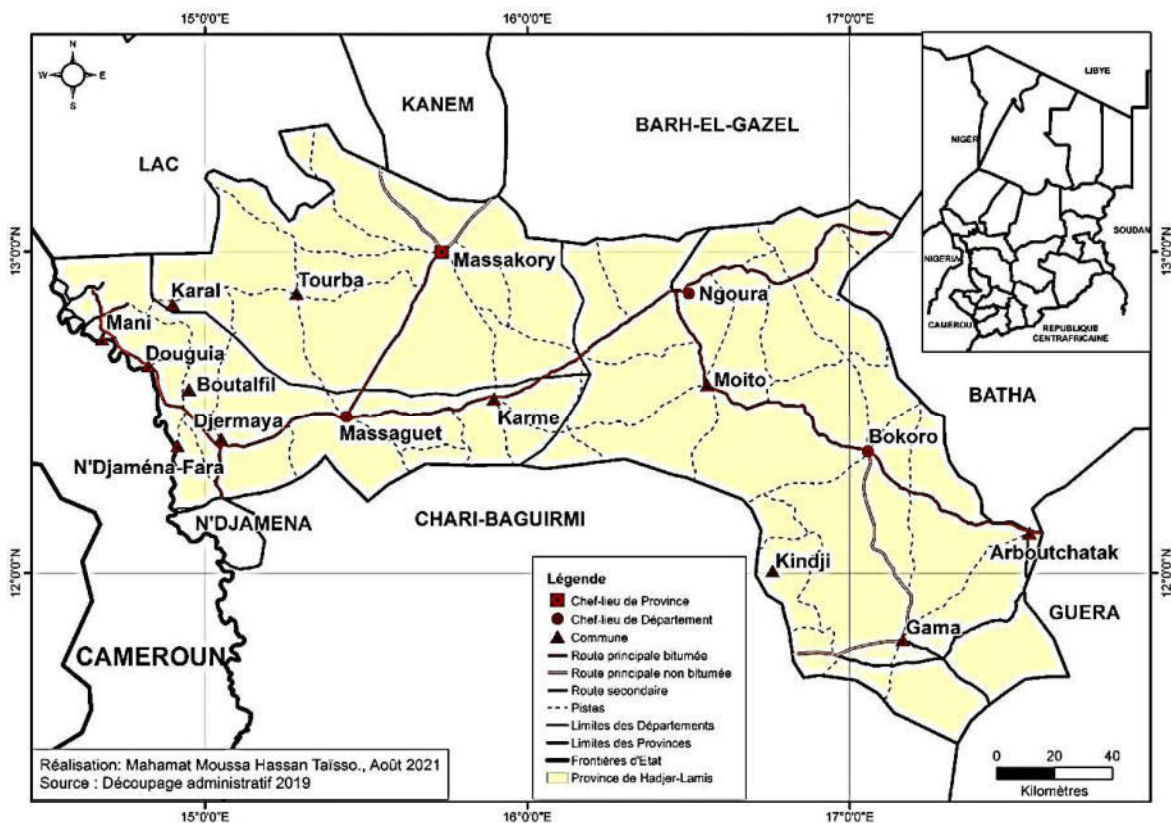 15°0'0"E
16°0'0"E
17°0'0"E
N
W
E
S
KANEM
BARH-EL-GAZEL
LAC
LIBYE
NIGER
SOUDAN
NIGERIA
CAMEROU
REPUBLIQUE
CENTRAFRICAINE
13°0'0"N
13°0'0"N
Massakory
Tourba
Karal
Ngoura
Mani
Douguia
Boutalfil
Moito
BATHA
Djermaya
Massaguet
Karme
Bokoro
N'Djaména-Fara
N'DJAMENA
CHARI-BAGUIRMI
Arboutchatak
Kindji
12°0'0"N
12°0'0"N
GUERA
Gama
CAMEROUN
Légende
Chef-lieu de Province
Chef-lieu de Département
Commune
Route principale bitumée
Route principale non bitumée
Route secondaire
Pistes
Limites des Départements
Limites des Provinces
Frontières d'Etat
Province de Hadjer-Lamis
Réalisation: Mahamat Moussa Hassan Taïsso., Août 2021
Source : Découpage administratif 2019
0 20 40
Kilomètres
15°0'0"E
16°0'0"E
17°0'0"E